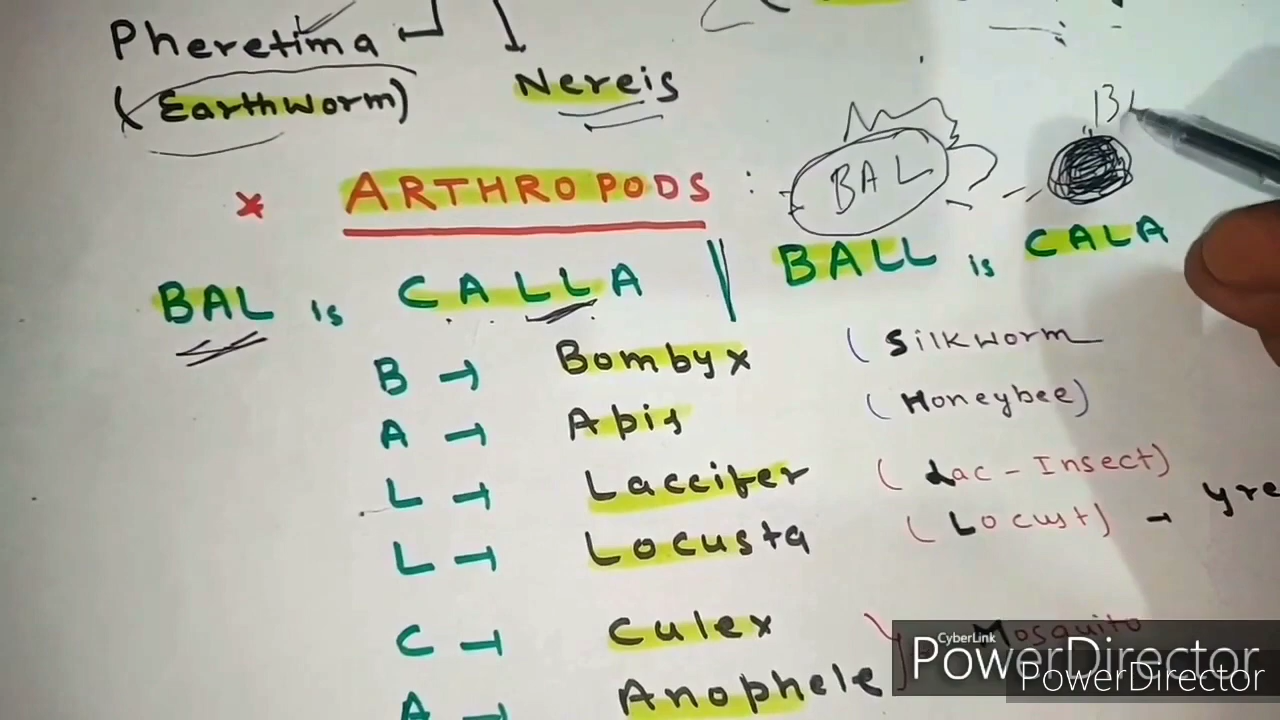 Pheretima
(Earthworm)
Nereis
* ARTHROPODS :
BAL
BAL is CALLA | BALL is CALA
B → Bombyx (Silkworm
A → Apis (Honeybee)
L → Laccifer (Lac-Insect)
L → Locusta (Locust) →
C → Culex
Mosquito
A → Anophele
CyberLink
PowerDirector
PowerDirector